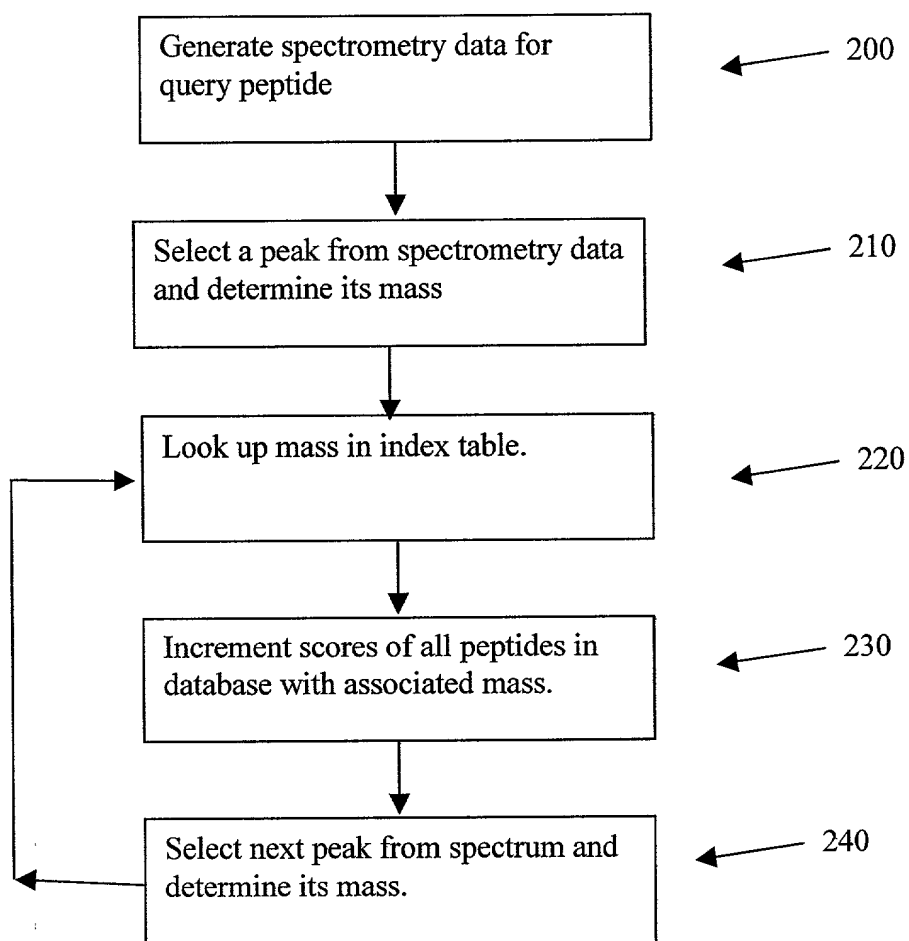 Generate spectrometry data for
query peptide
200
Select a peak from spectrometry data
and determine its mass
210
Look up mass in index table.
220
Increment scores of all peptides in
database with associated mass.
230
Select next peak from spectrum and
determine its mass.
240